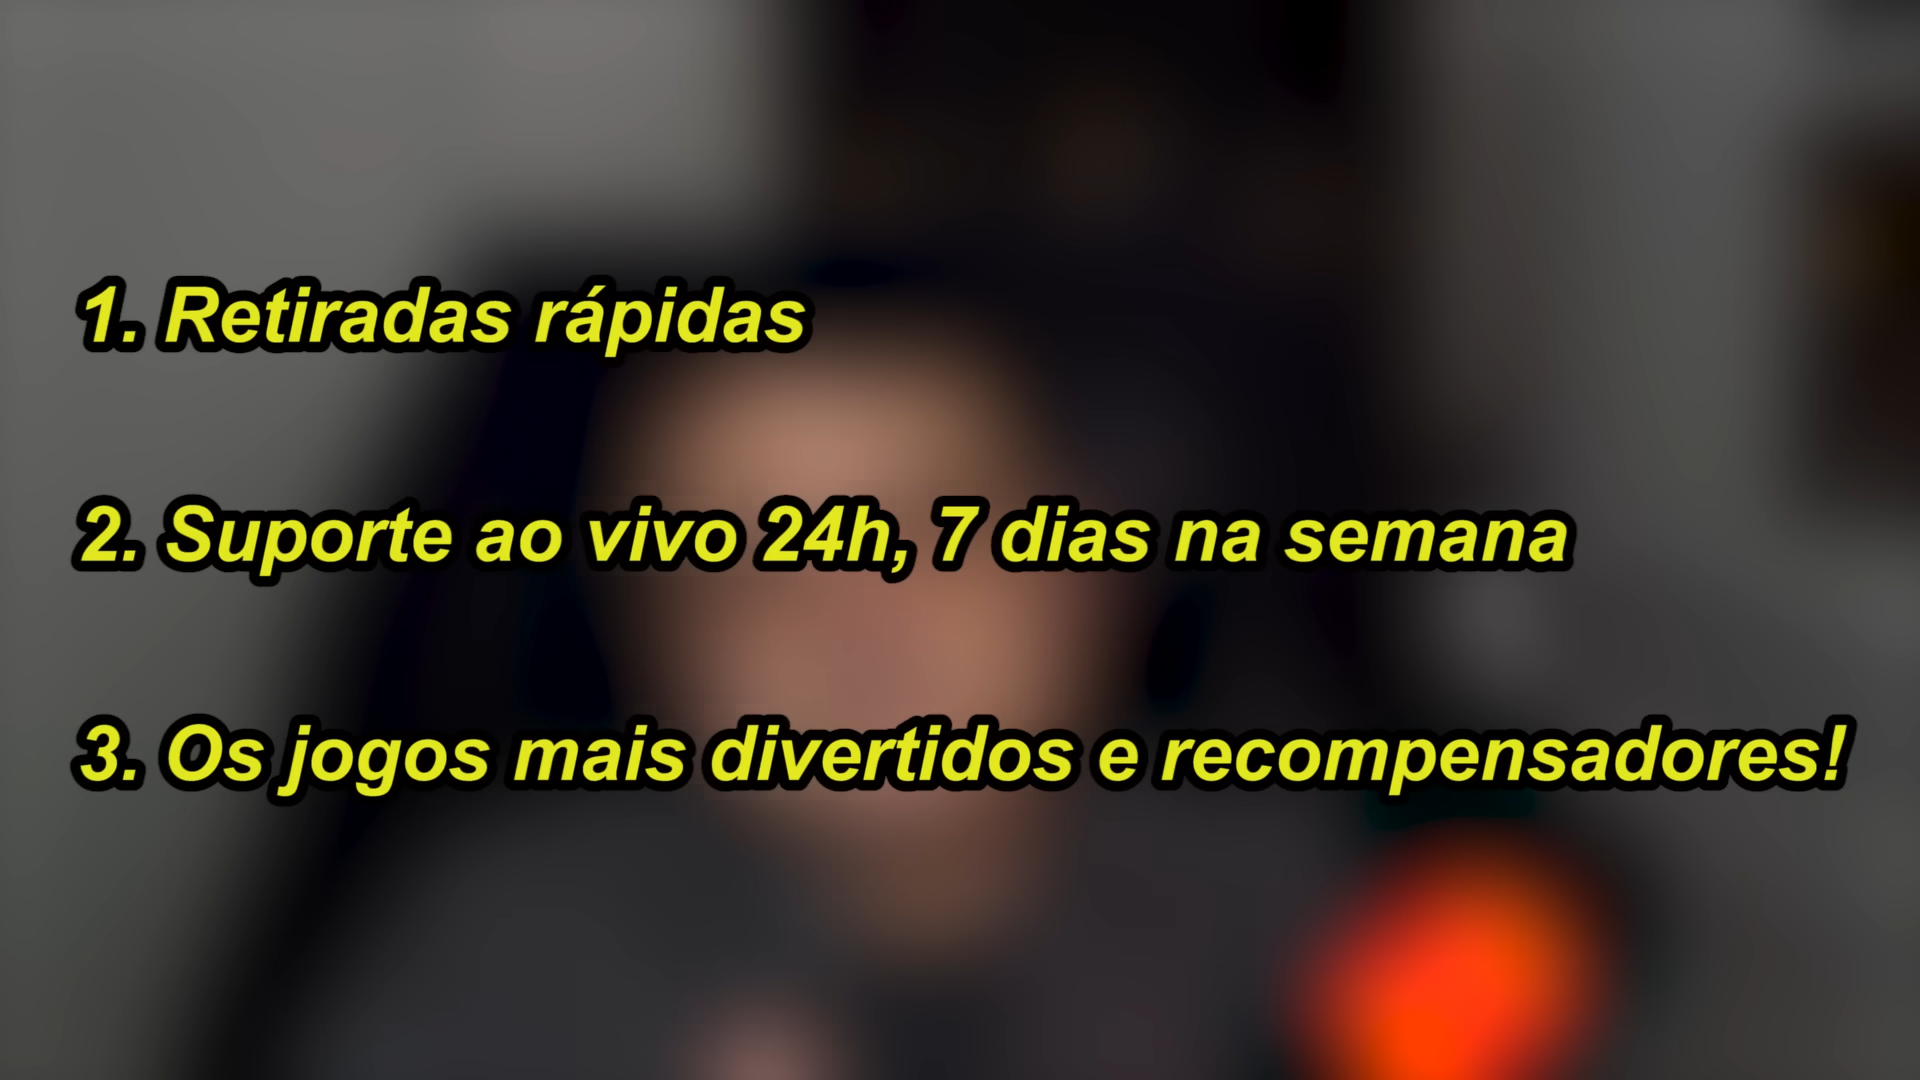 1. Retiradas rápidas
2. Suporte ao vivo 24h, 7 dias na semana
3. Os jogos mais divertidos e recompensadores!